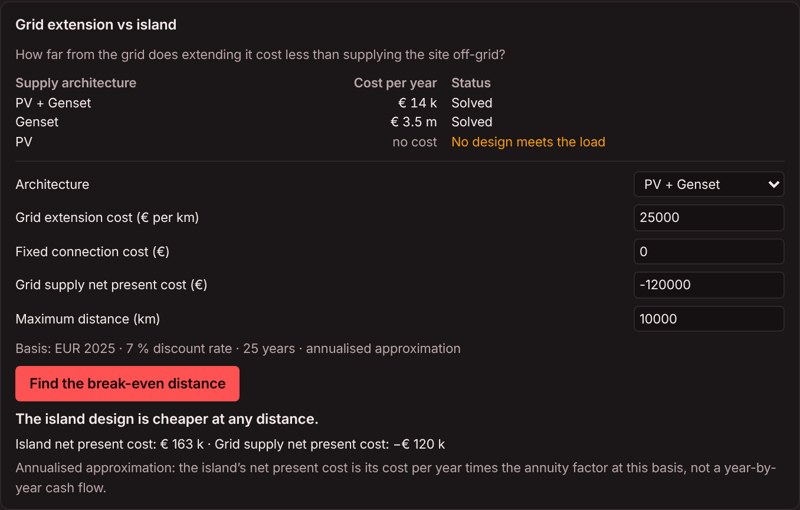 Grid extension vs island
How far from the grid does extending it cost less than supplying the site off-grid?
Supply architecture Cost per year Status
PV + Genset € 14 k Solved
Genset € 3.5 m Solved
PV no cost No design meets the load
Architecture PV + Genset
Grid extension cost (€ per km) 25000
Fixed connection cost (€) 0
Grid supply net present cost (€) -120000
Maximum distance (km) 10000
Basis: EUR 2025 · 7 % discount rate · 25 years · annualised approximation
Find the break-even distance
The island design is cheaper at any distance.
Island net present cost: € 163 k · Grid supply net present cost: −€ 120 k
Annualised approximation: the island’s net present cost is its cost per year times the annuity factor at this basis, not a year-by-
year cash flow.